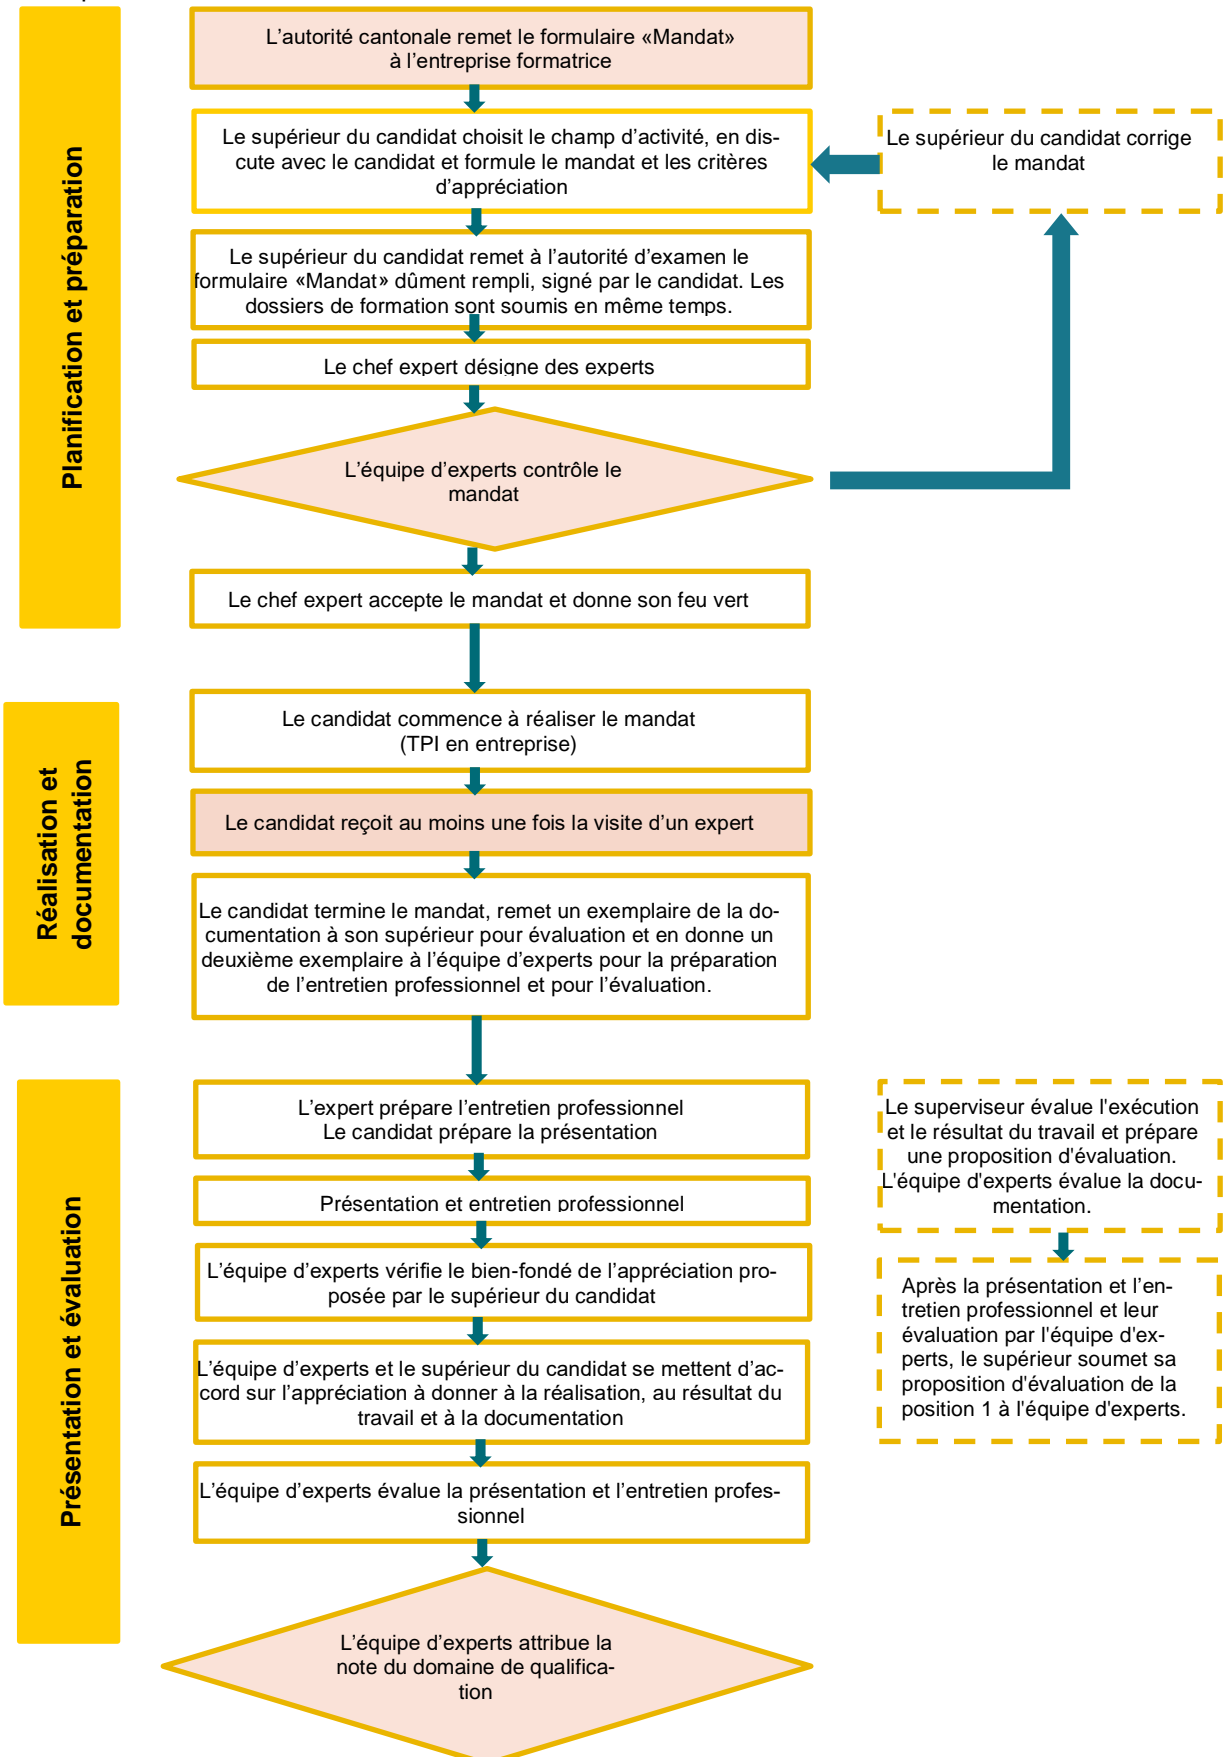 L’autorité cantonale remet le formulaire «Mandat»
à l’entreprise formatrice
Planification et préparation
Le supérieur du candidat choisit le champ d’activité, en dis-
cute avec le candidat et formule le mandat et les critères
d’appréciation
Le supérieur du candidat corrige
le mandat
Le supérieur du candidat remet à l’autorité d’examen le
formulaire «Mandat» dûment rempli, signé par le candidat. Les
dossiers de formation sont soumis en même temps.
Le chef expert désigne des experts
L’équipe d’experts contrôle le
mandat
Le chef expert accepte le mandat et donne son feu vert
Réalisation et
documentation
Le candidat commence à réaliser le mandat
(TPI en entreprise)
Le candidat reçoit au moins une fois la visite d’un expert
Le candidat termine le mandat, remet un exemplaire de la do-
cumentation à son supérieur pour évaluation et en donne un
deuxième exemplaire à l’équipe d’experts pour la préparation
de l’entretien professionnel et pour l’évaluation.
Présentation et évaluation
L’expert prépare l’entretien professionnel
Le candidat prépare la présentation
Présentation et entretien professionnel
L’équipe d’experts vérifie le bien-fondé de l’appréciation pro-
posée par le supérieur du candidat
L’équipe d’experts et le supérieur du candidat se mettent d’ac-
cord sur l’appréciation à donner à la réalisation, au résultat du
travail et à la documentation
L’équipe d’experts évalue la présentation et l’entretien profes-
sionnel
L’équipe d’experts attribue la
note du domaine de qualifica-
tion
Le superviseur évalue l'exécution
et le résultat du travail et prépare
une proposition d'évaluation.
L'équipe d'experts évalue la docu-
mentation.
Après la présentation et l’en-
tretien professionnel et leur
évaluation par l'équipe d'ex-
perts, le supérieur soumet sa
proposition d'évaluation de la
position 1 à l'équipe d'experts.